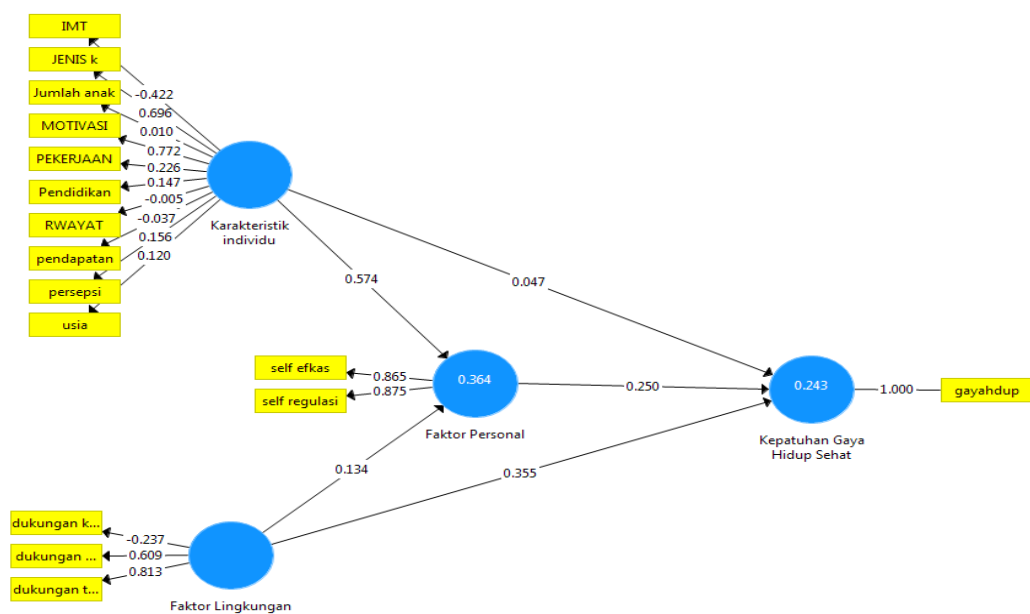 IMT
JENIS k
Jumlah anak
MOTIVASI
PEKERJAAN
Pendidikan
RWAYAT
pendapatan
persepsi
usia
-0.422
0.696
0.010
0.772
0.226
0.147
-0.005
-0.037
0.156
0.120
Karakteristik
individu
0.574
0.047
self efkas
self regulasi
0.865
0.875
0.364
Faktor Personal
0.250
0.243
Kepatuhan Gaya
Hidup Sehat
1.000
gayahdup
0.134
0.355
dukungan k...
dukungan ...
dukungan t...
-0.237
0.609
0.813
Faktor Lingkungan